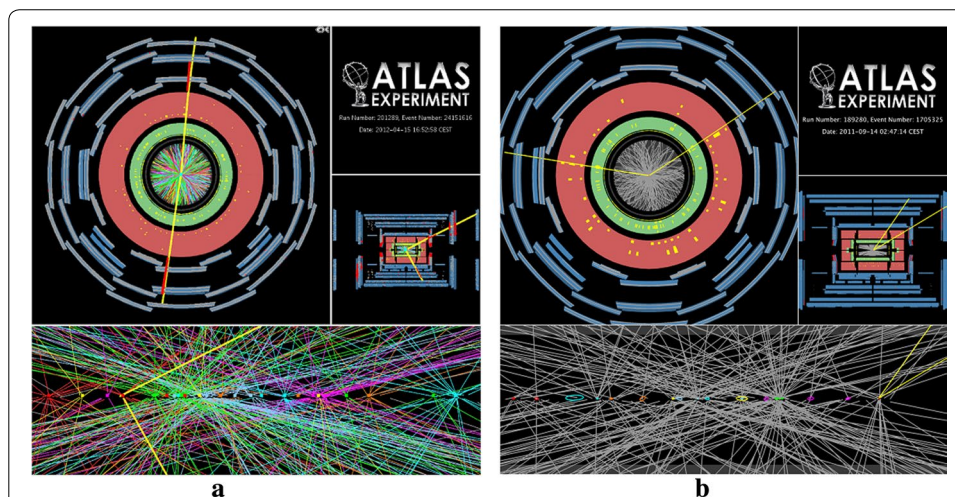 ATLAS
EXPERIMENT
Run Number: 201289, Event Number: 24151616
Date: 2012-04-15 16:52:58 CEST
ATLAS
EXPERIMENT
Run Number: 189280, Event Number: 1705325
Date: 2011-09-14 02:47:14 CEST
a
b